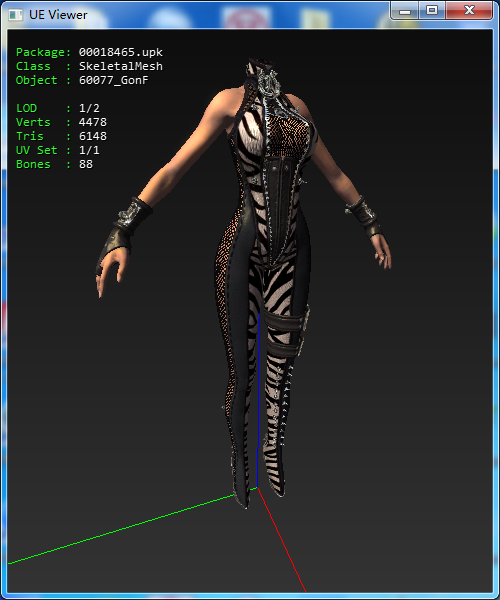 UE Viewer
Package: 00018465.upk
Class : SkeletalMesh
Object : 60077_GonF
LOD : 1/2
Verts : 4478
Tris : 6148
UV Set : 1/1
Bones : 88